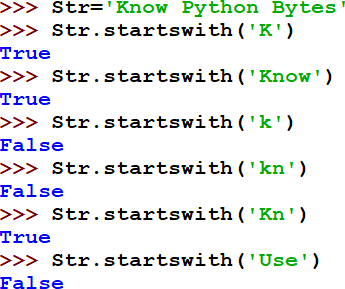 >>> Str='Know Python Bytes'
>>> Str.startswith('K')
True
>>> Str.startswith('Know')
True
>>> Str.startswith('k')
False
>>> Str.startswith('kn')
False
>>> Str.startswith('Kn')
True
>>> Str.startswith('Use')
False